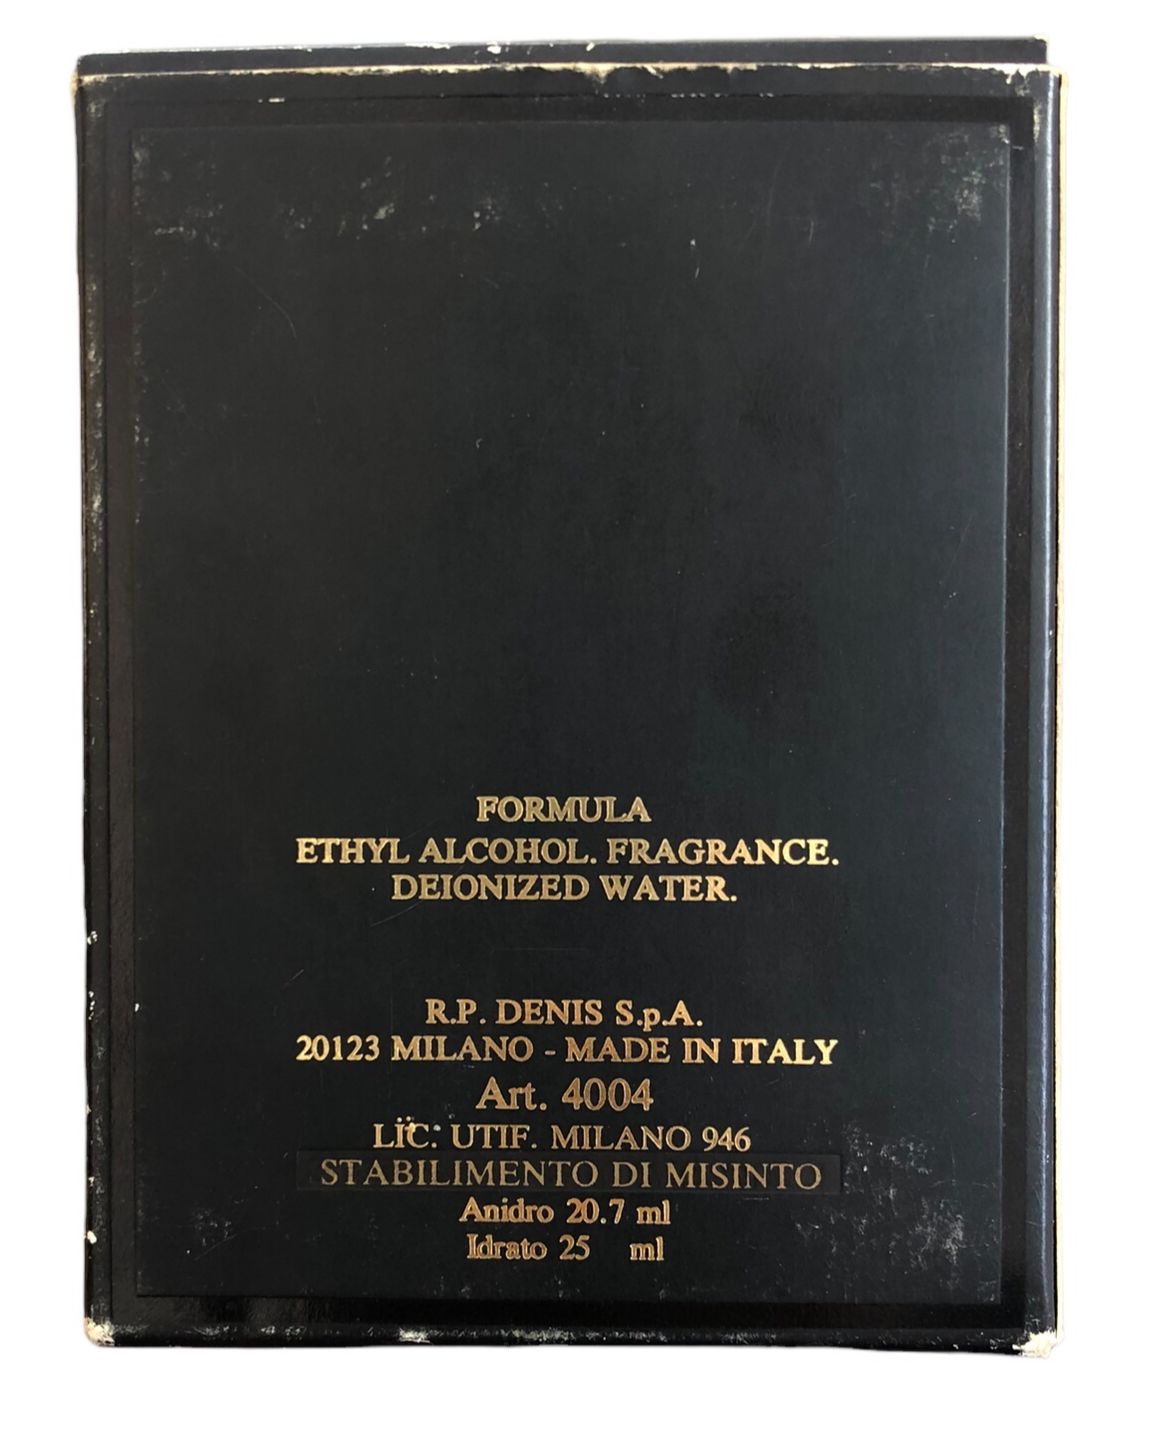 FORMULA
ETHYL ALCOHOL. FRAGRANCE.
DEIONIZED WATER.
R.P. DENIS S.p.A.
20123 MILANO - MADE IN ITALY
Art. 4004
LIC. UTIF. MILANO 946
STABILIMENTO DI MISINTO
Anidro 20.7 ml
Idrato 25 ml